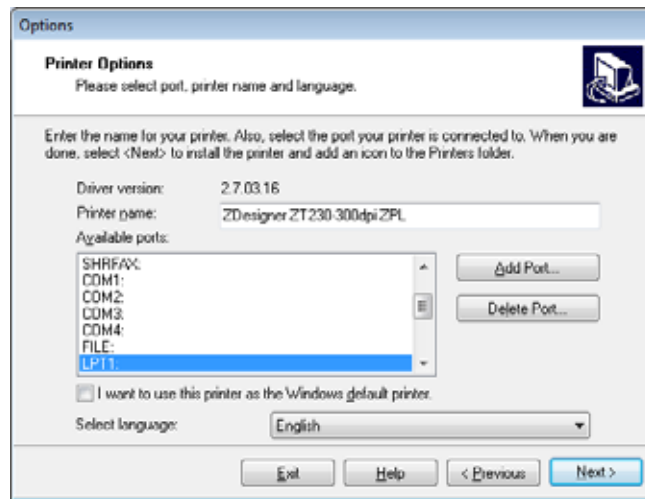 Options
Printer Options
Please select port, printer name and language.
Enter the name for your printer. Also, select the port your printer is connected to. When you are
done, select <Next> to install the printer and add an icon to the Printers folder.
Driver version: 2.7.03.16
Printer name: ZDesigner ZT230-300dpi ZPL
Available ports:
SHRFAX:
COM1:
COM2:
COM3:
COM4:
FILE:
LPT1:
Add Port...
Delete Port...
I want to use this printer as the Windows default printer.
Select language: English
Exit Help < Previous Next >